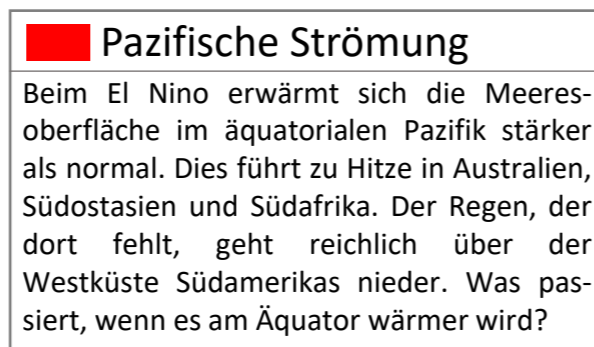 Pazifische Strömung
Beim El Nino erwärmt sich die Meeres-
oberfläche im äquatorialen Pazifik stärker
als normal. Dies führt zu Hitze in Australien,
Südostasien und Südafrika. Der Regen, der
dort fehlt, geht reichlich über der
Westküste Südamerikas nieder. Was pas-
siert, wenn es am Äquator wärmer wird?